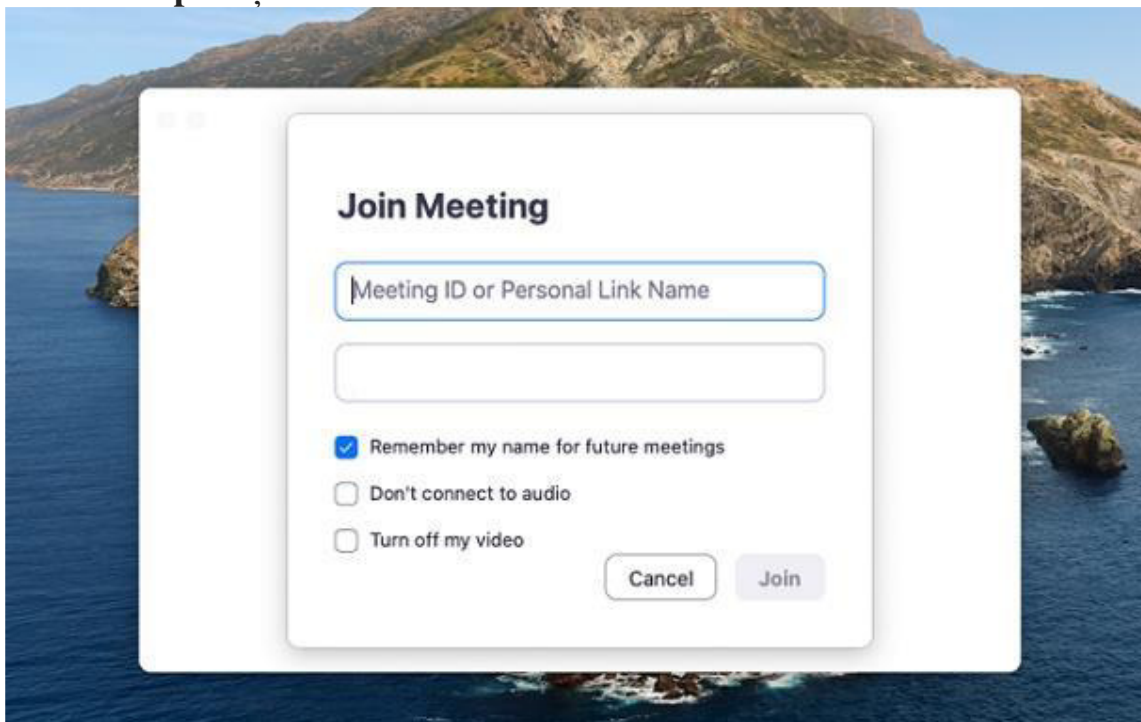 Join Meeting
Meeting ID or Personal Link Name
Remember my name for future meetings
Don't connect to audio
Turn off my video
Cancel Join